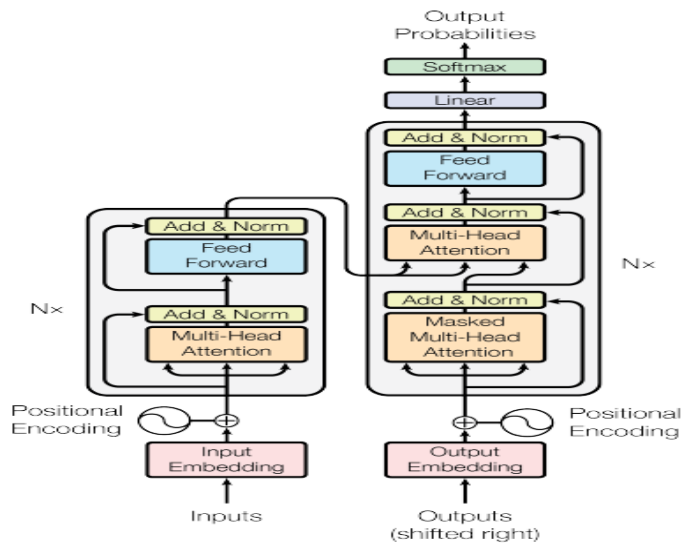 Output
Probabilities
Softmax
Linear
Add & Norm
Feed
Forward
Add & Norm
Multi-Head
Attention
Nx
Add & Norm
Masked
Multi-Head
Attention
Add & Norm
Feed
Forward
Nx
Add & Norm
Multi-Head
Attention
Positional
Encoding
Positional
Encoding
Input
Embedding
Output
Embedding
Inputs
Outputs
(shifted right)